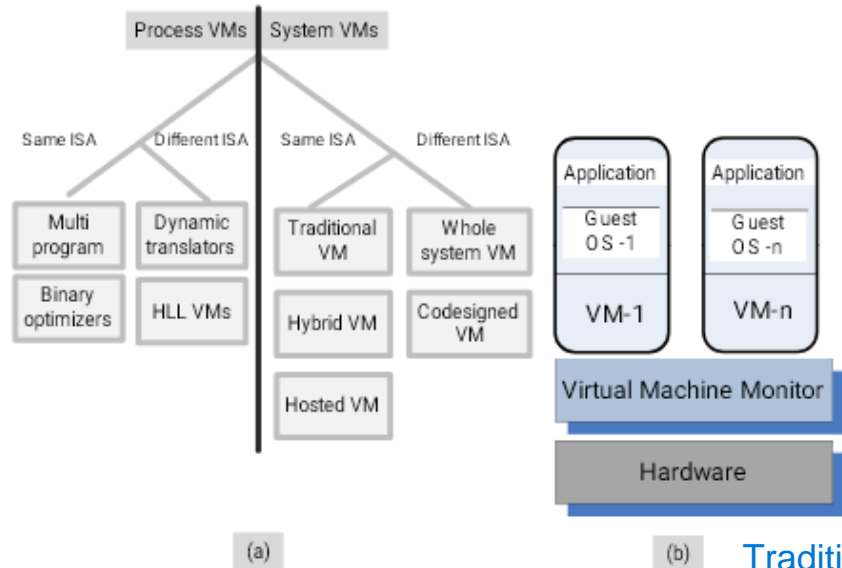 Process VMs
System VMs
Same ISA
Different ISA
Same ISA
Different ISA
Multi
program
Dynamic
translators
Traditional
VM
Whole
system VM
Binary
optimizers
HLL VMs
Hybrid VM
Codesigned
VM
Hosted VM
(a)
Application
Guest
OS -1
VM-1
Application
Guest
OS -n
VM-n
Virtual Machine Monitor
Hardware
(b)
Traditi